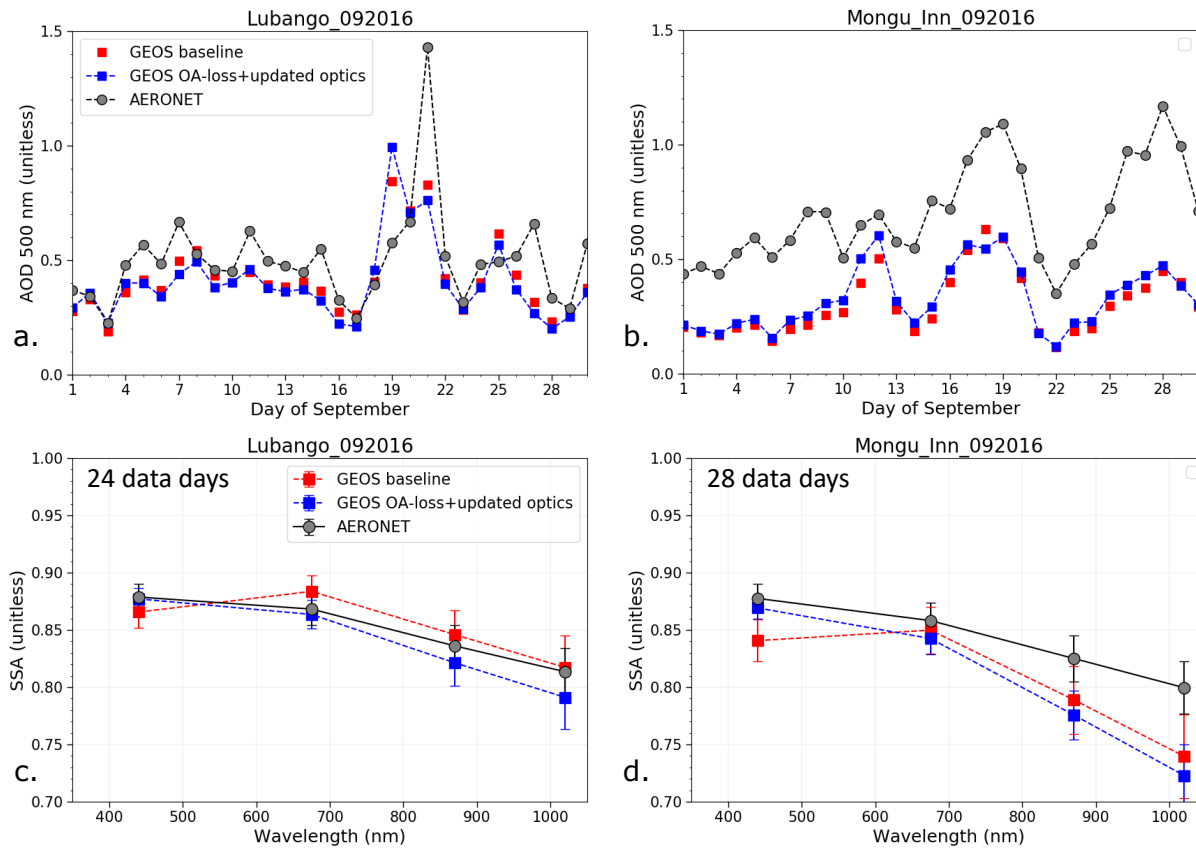 Lubango_092016
1.5
1.0
0.5
0.0
AOD 500 nm (unitless)
GEOS baseline
GEOS OA-loss+updated optics
AERONET
a.
1 4 7 10 13 16 19 22 25 28
Day of September
Mongu_Inn_092016
1.5
1.0
0.5
0.0
AOD 500 nm (unitless)
b.
1 4 7 10 13 16 19 22 25 28
Day of September
Lubango_092016
1.00
0.95
0.90
0.85
0.80
0.75
0.70
SSA (unitless)
24 data days
GEOS baseline
GEOS OA-loss+updated optics
AERONET
c.
400 500 600 700 800 900 1000
Wavelength (nm)
Mongu_Inn_092016
1.00
0.95
0.90
0.85
0.80
0.75
0.70
SSA (unitless)
28 data days
d.
400 500 600 700 800 900 1000
Wavelength (nm)